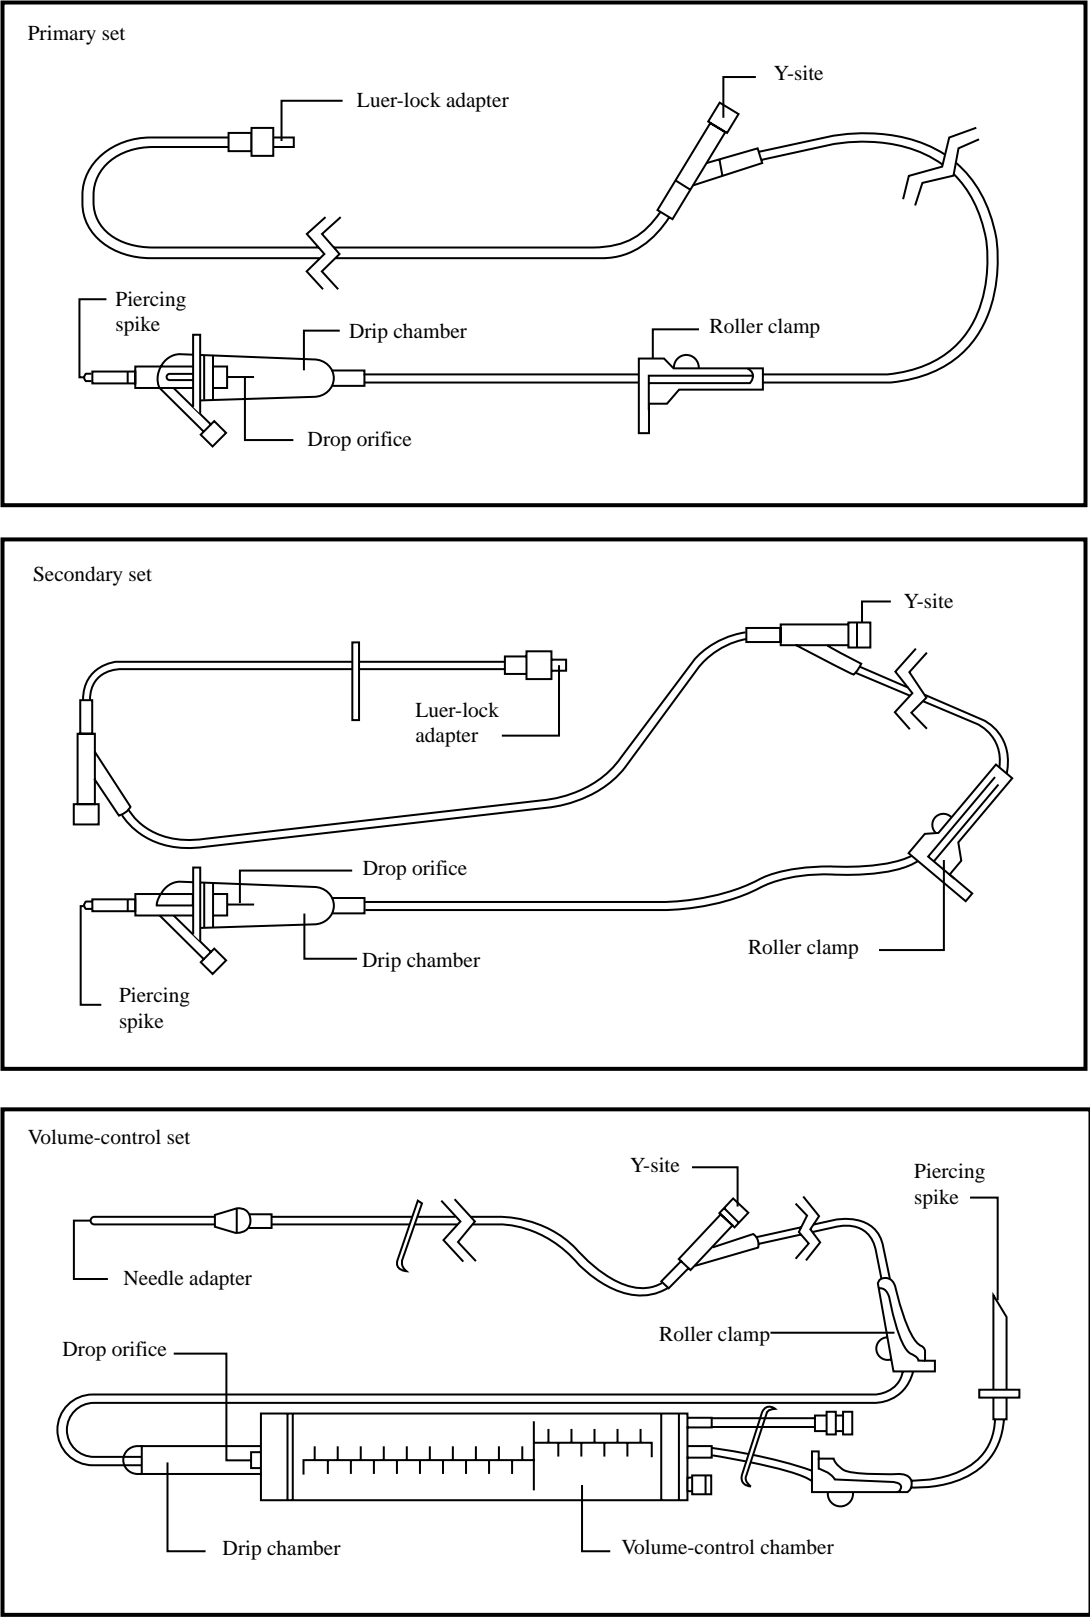 Primary set
Y-site
Luer-lock adapter
Piercing
spike
Drip chamber
Roller clamp
Drop orifice
Secondary set
Y-site
Luer-lock
adapter
Drop orifice
Roller clamp
Drip chamber
Piercing
spike
Volume-control set
Y-site
Piercing
spike
Needle adapter
Roller clamp
Drop orifice
Drip chamber
Volume-control chamber